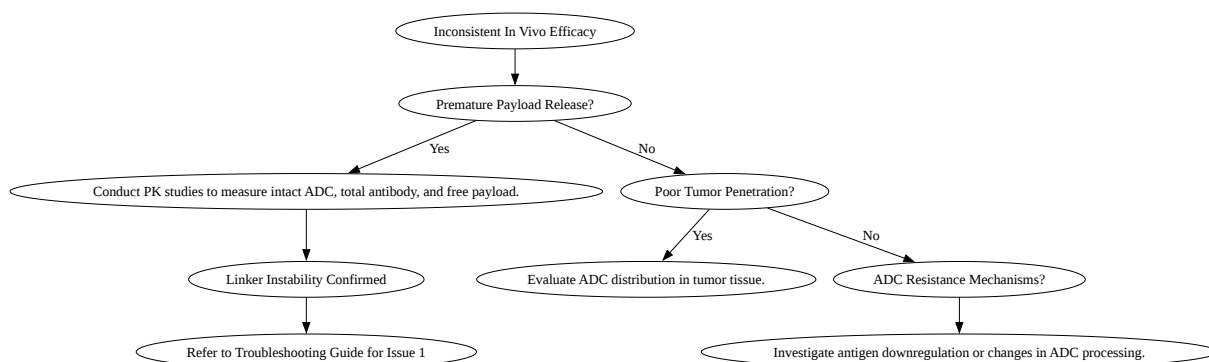 Inconsistent In Vivo Efficacy
Premature Payload Release?
Yes
No
Conduct PK studies to measure intact ADC, total antibody, and free payload.
Poor Tumor Penetration?
Yes
No
Linker Instability Confirmed
Evaluate ADC distribution in tumor tissue.
ADC Resistance Mechanisms?
Refer to Troubleshooting Guide for Issue 1
Investigate antigen downregulation or changes in ADC processing.